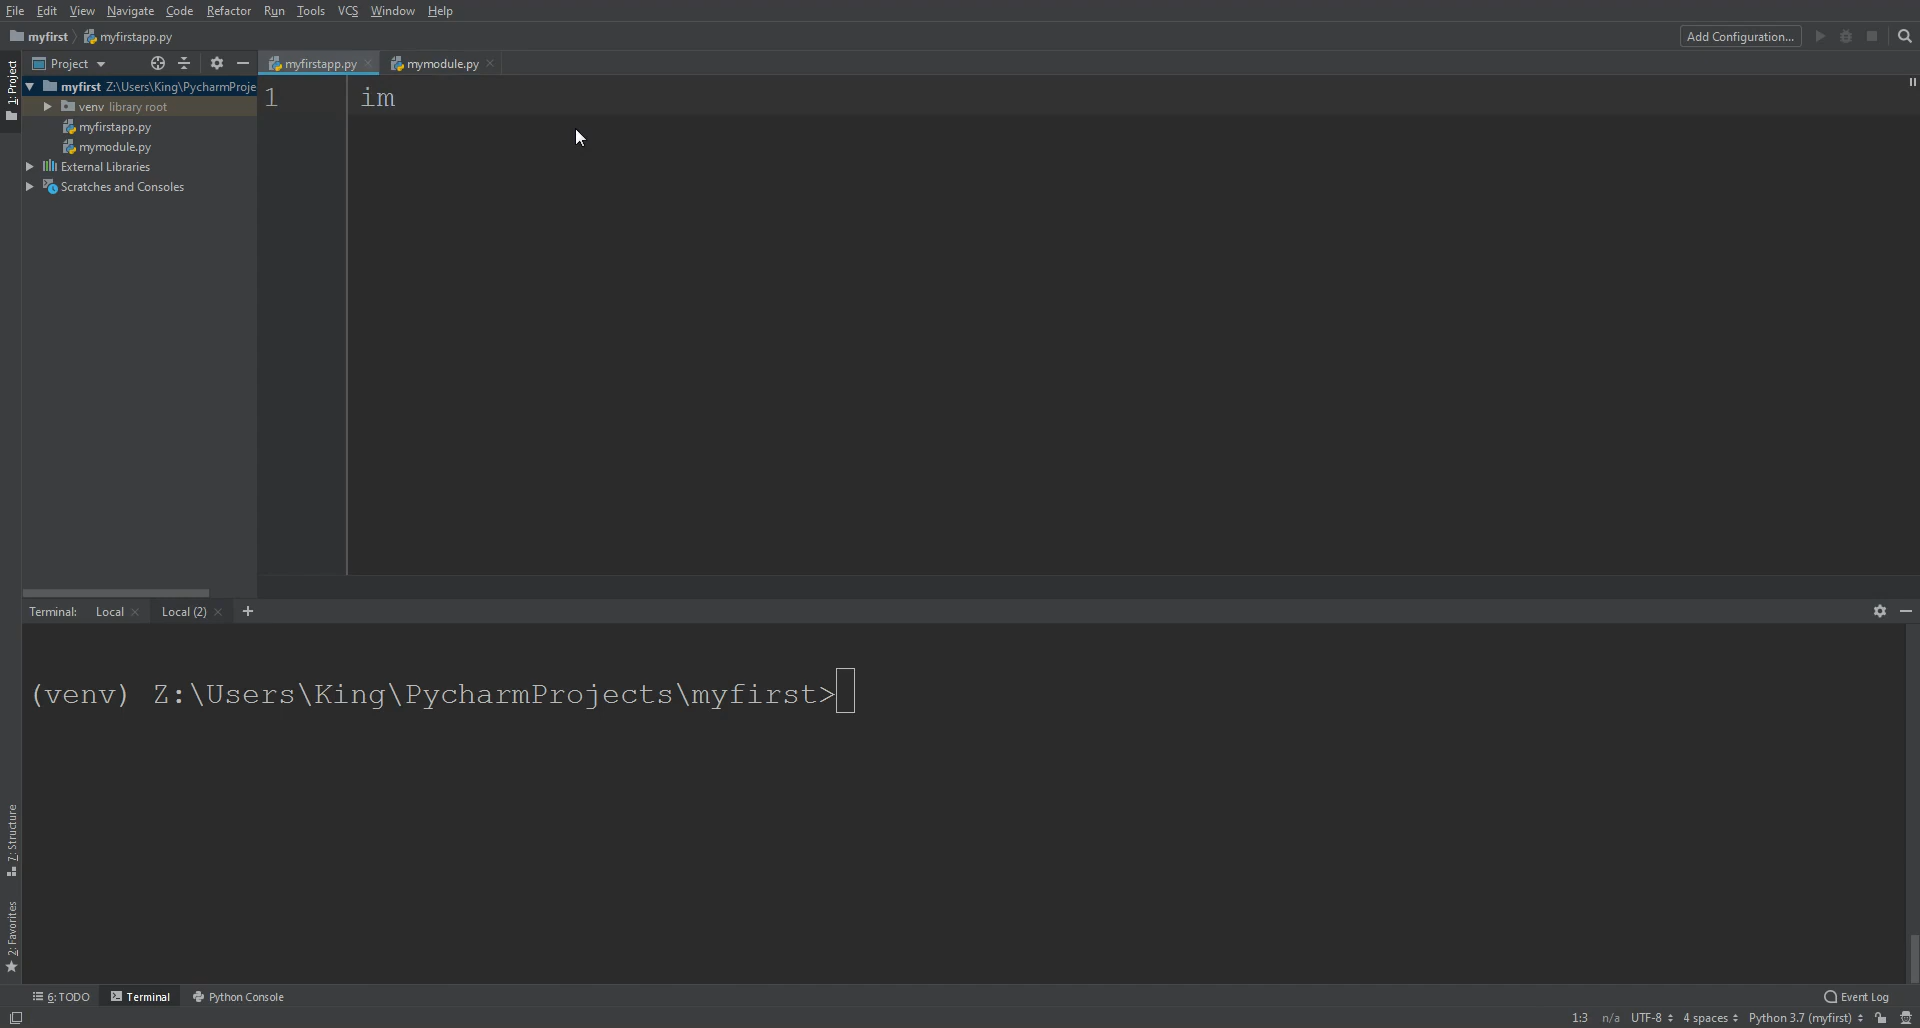 File Edit View Navigate Code Refactor Run Tools VCS Window Help
myfirst myfirstapp.py Add Configuration...
1: Project
Project myfirstapp.py mymodule.py
myfirst Z:\Users\King\PycharmProje
venv library root
myfirstapp.py
mymodule.py
External Libraries
Scratches and Consoles
1 im
Terminal: Local Local (2) +
(venv) Z:\Users\King\PycharmProjects\myfirst>
7: Structure
2: Favorites
6: TODO Terminal Python Console Event Log
1:3 n/a UTF-8 4 spaces Python 3.7 (myfirst)